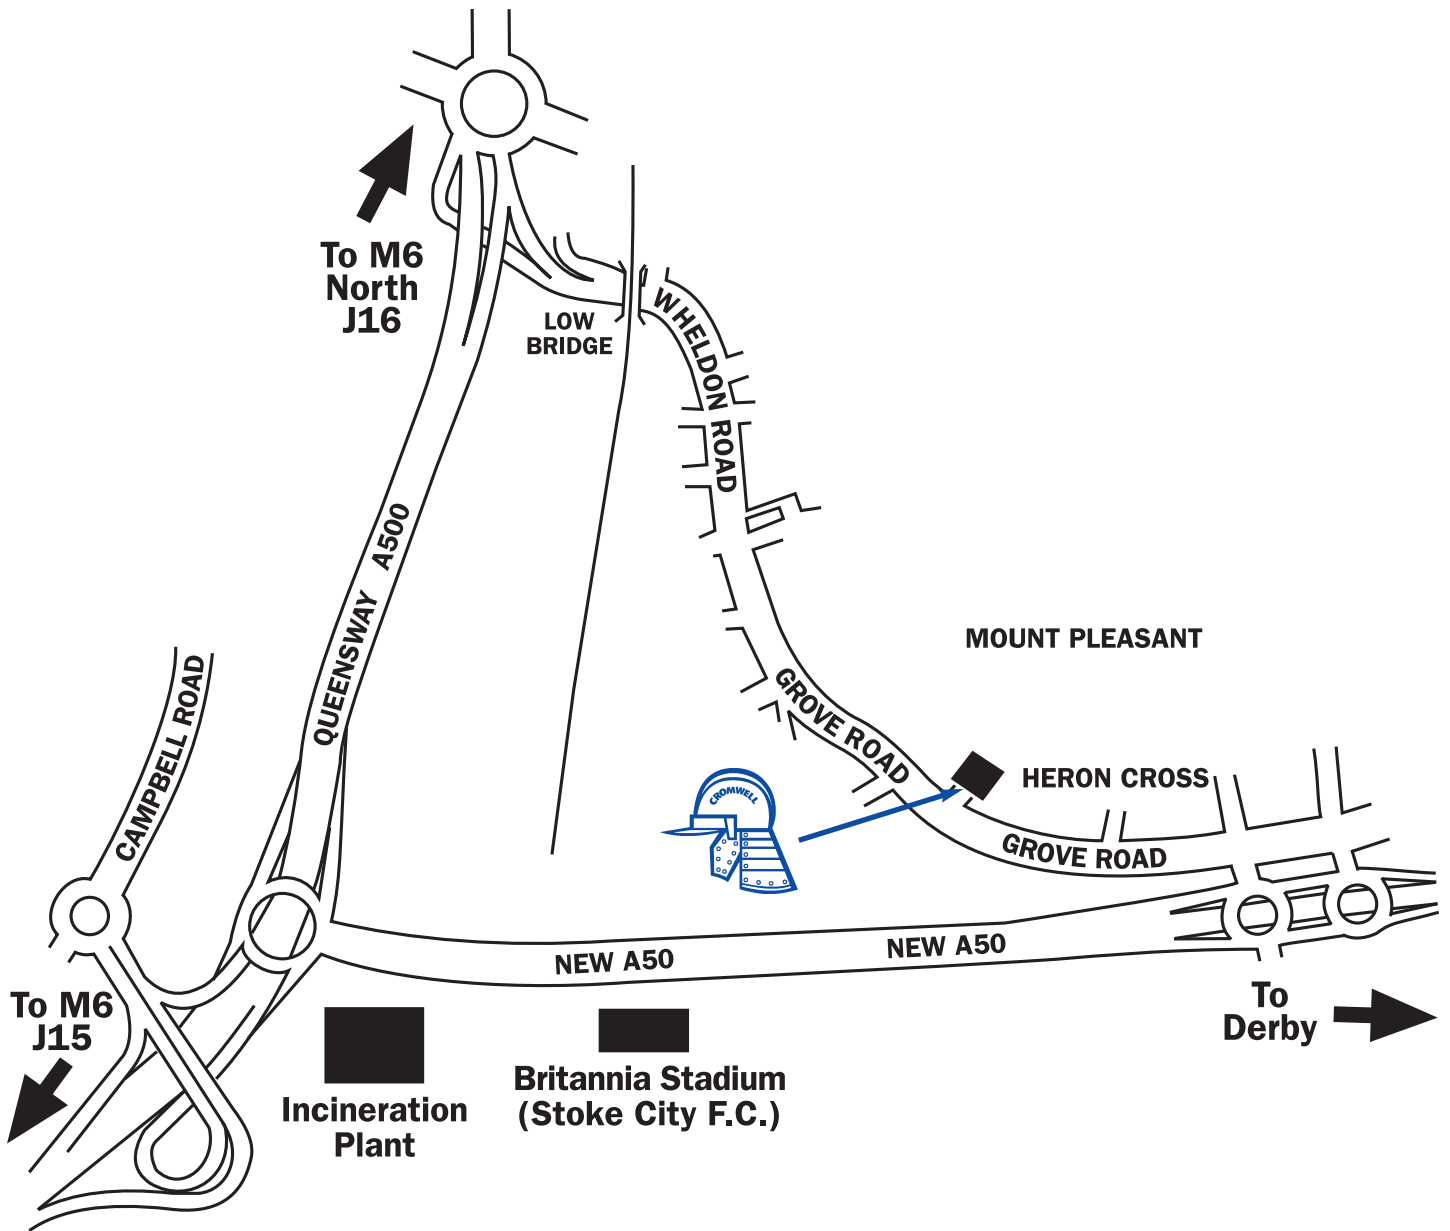 To M6
North
J16
LOW
BRIDGE
WHELDON ROAD
QUEENSWAY A500
MOUNT PLEASANT
CAMPBELL ROAD
GROVE ROAD
HERON CROSS
CROMWELL
GROVE ROAD
NEW A50
NEW A50
To M6
J15
To
Derby
Incineration
Plant
Britannia Stadium
(Stoke City F.C.)